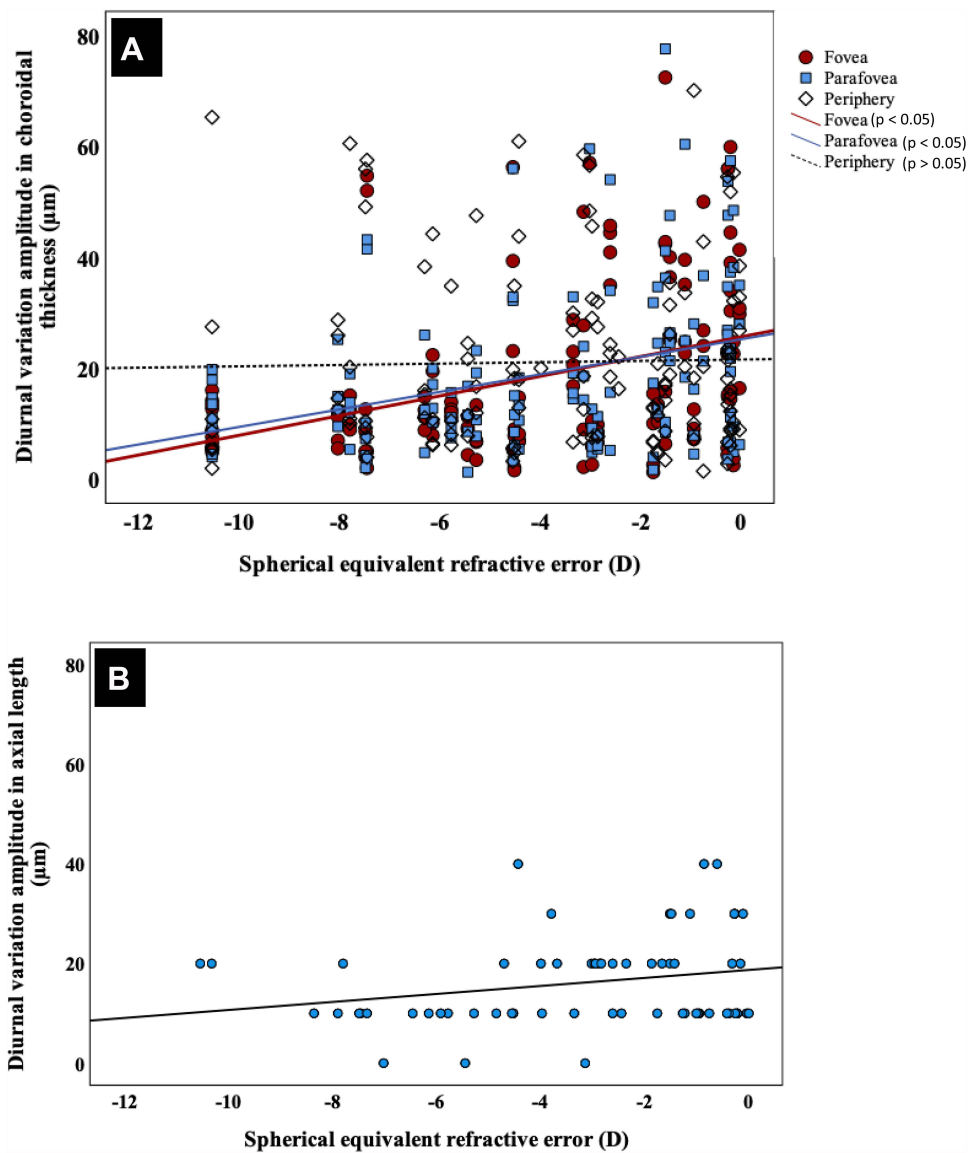 A
Diurnal variation amplitude in choroidal
thickness (µm)
80
60
40
20
0
-12 -10 -8 -6 -4 -2 0
Spherical equivalent refractive error (D)
Fovea
Parafovea
Periphery
Fovea (p < 0.05)
Parafovea (p < 0.05)
Periphery (p > 0.05)
B
Diurnal variation amplitude in axial length
(µm)
80
60
40
20
0
-12 -10 -8 -6 -4 -2 0
Spherical equivalent refractive error (D)